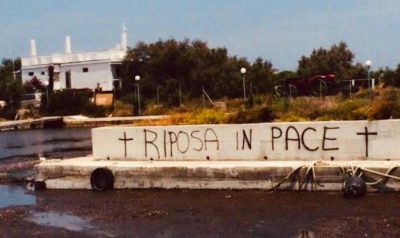 ✝ RIPOSA IN PACE ✝